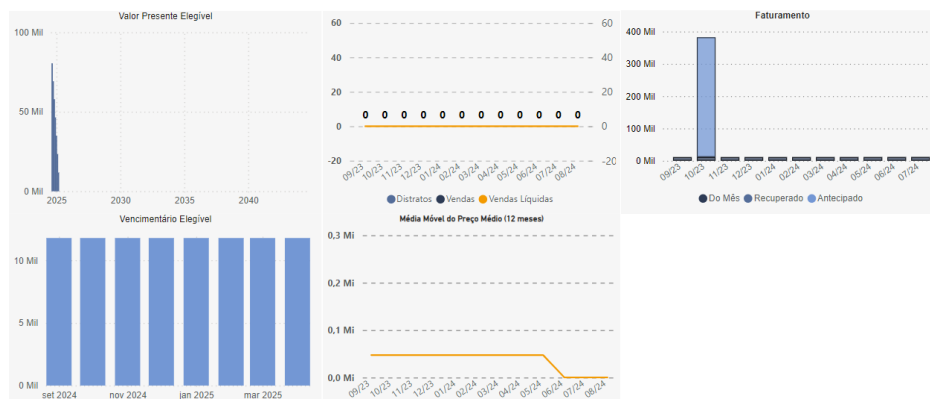 Valor Presente Elegível
100 Mil
50 Mil
0 Mil
2025
2030
2035
2040
60
40
20
0
-20
60
40
20
0
-20
0 0 0 0 0 0 0 0 0 0 0 0
09/23
10/23
11/23
12/23
01/24
02/24
03/24
04/24
05/24
06/24
07/24
08/24
Distratos Vendas Vendas Líquidas
Faturamento
400 Mil
300 Mil
200 Mil
100 Mil
0 Mil
09/23
10/23
11/23
12/23
01/24
02/24
03/24
04/24
05/24
06/24
07/24
Do Mês Recuperado Antecipado
Vencimentário Elegível
10 Mil
5 Mil
0 Mil
set 2024
nov 2024
jan 2025
mar 2025
Média Móvel do Preço Médio (12 meses)
0,3 Mi
0,2 Mi
0,1 Mi
0,0 Mi
09/23
10/23
11/23
12/23
01/24
02/24
03/24
04/24
05/24
06/24
07/24
08/24